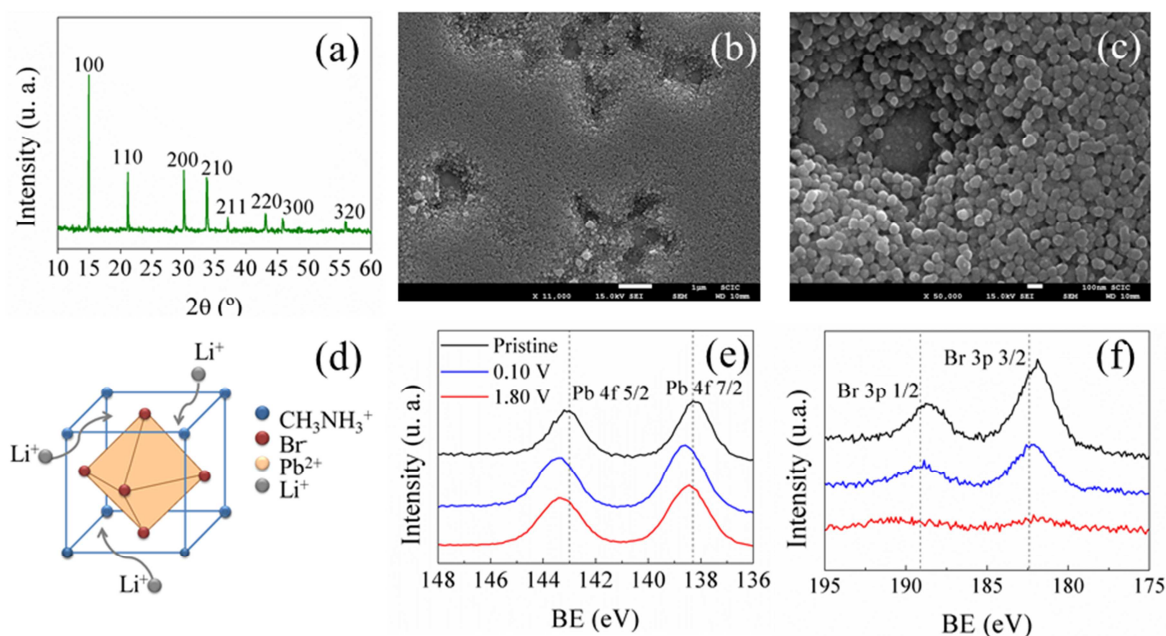 (a)
Intensity (u. a.)
100
110
200
210
211
220
300
320
10 15 21 25 30 35 40 45 50 55 60
2θ (º)
(b)
X 11,000 15.0kV SEI SEM 1μm SCIC WD 10mm
(c)
X 50,000 15.0kV SEI SEM 100nm SCIC WD 10mm
(d)
Li⁺
Li⁺
Li⁺
CH₃NH₃⁺
Br⁻
Pb²⁺
Li⁺
(e)
Pristine
0.10 V
1.80 V
Pb 4f 5/2
Pb 4f 7/2
Intensity (u. a.)
148 146 144 142 140 138 136
BE (eV)
(f)
Br 3p 3/2
Br 3p 1/2
Intensity (u.a.)
195 190 185 180 175
BE (eV)